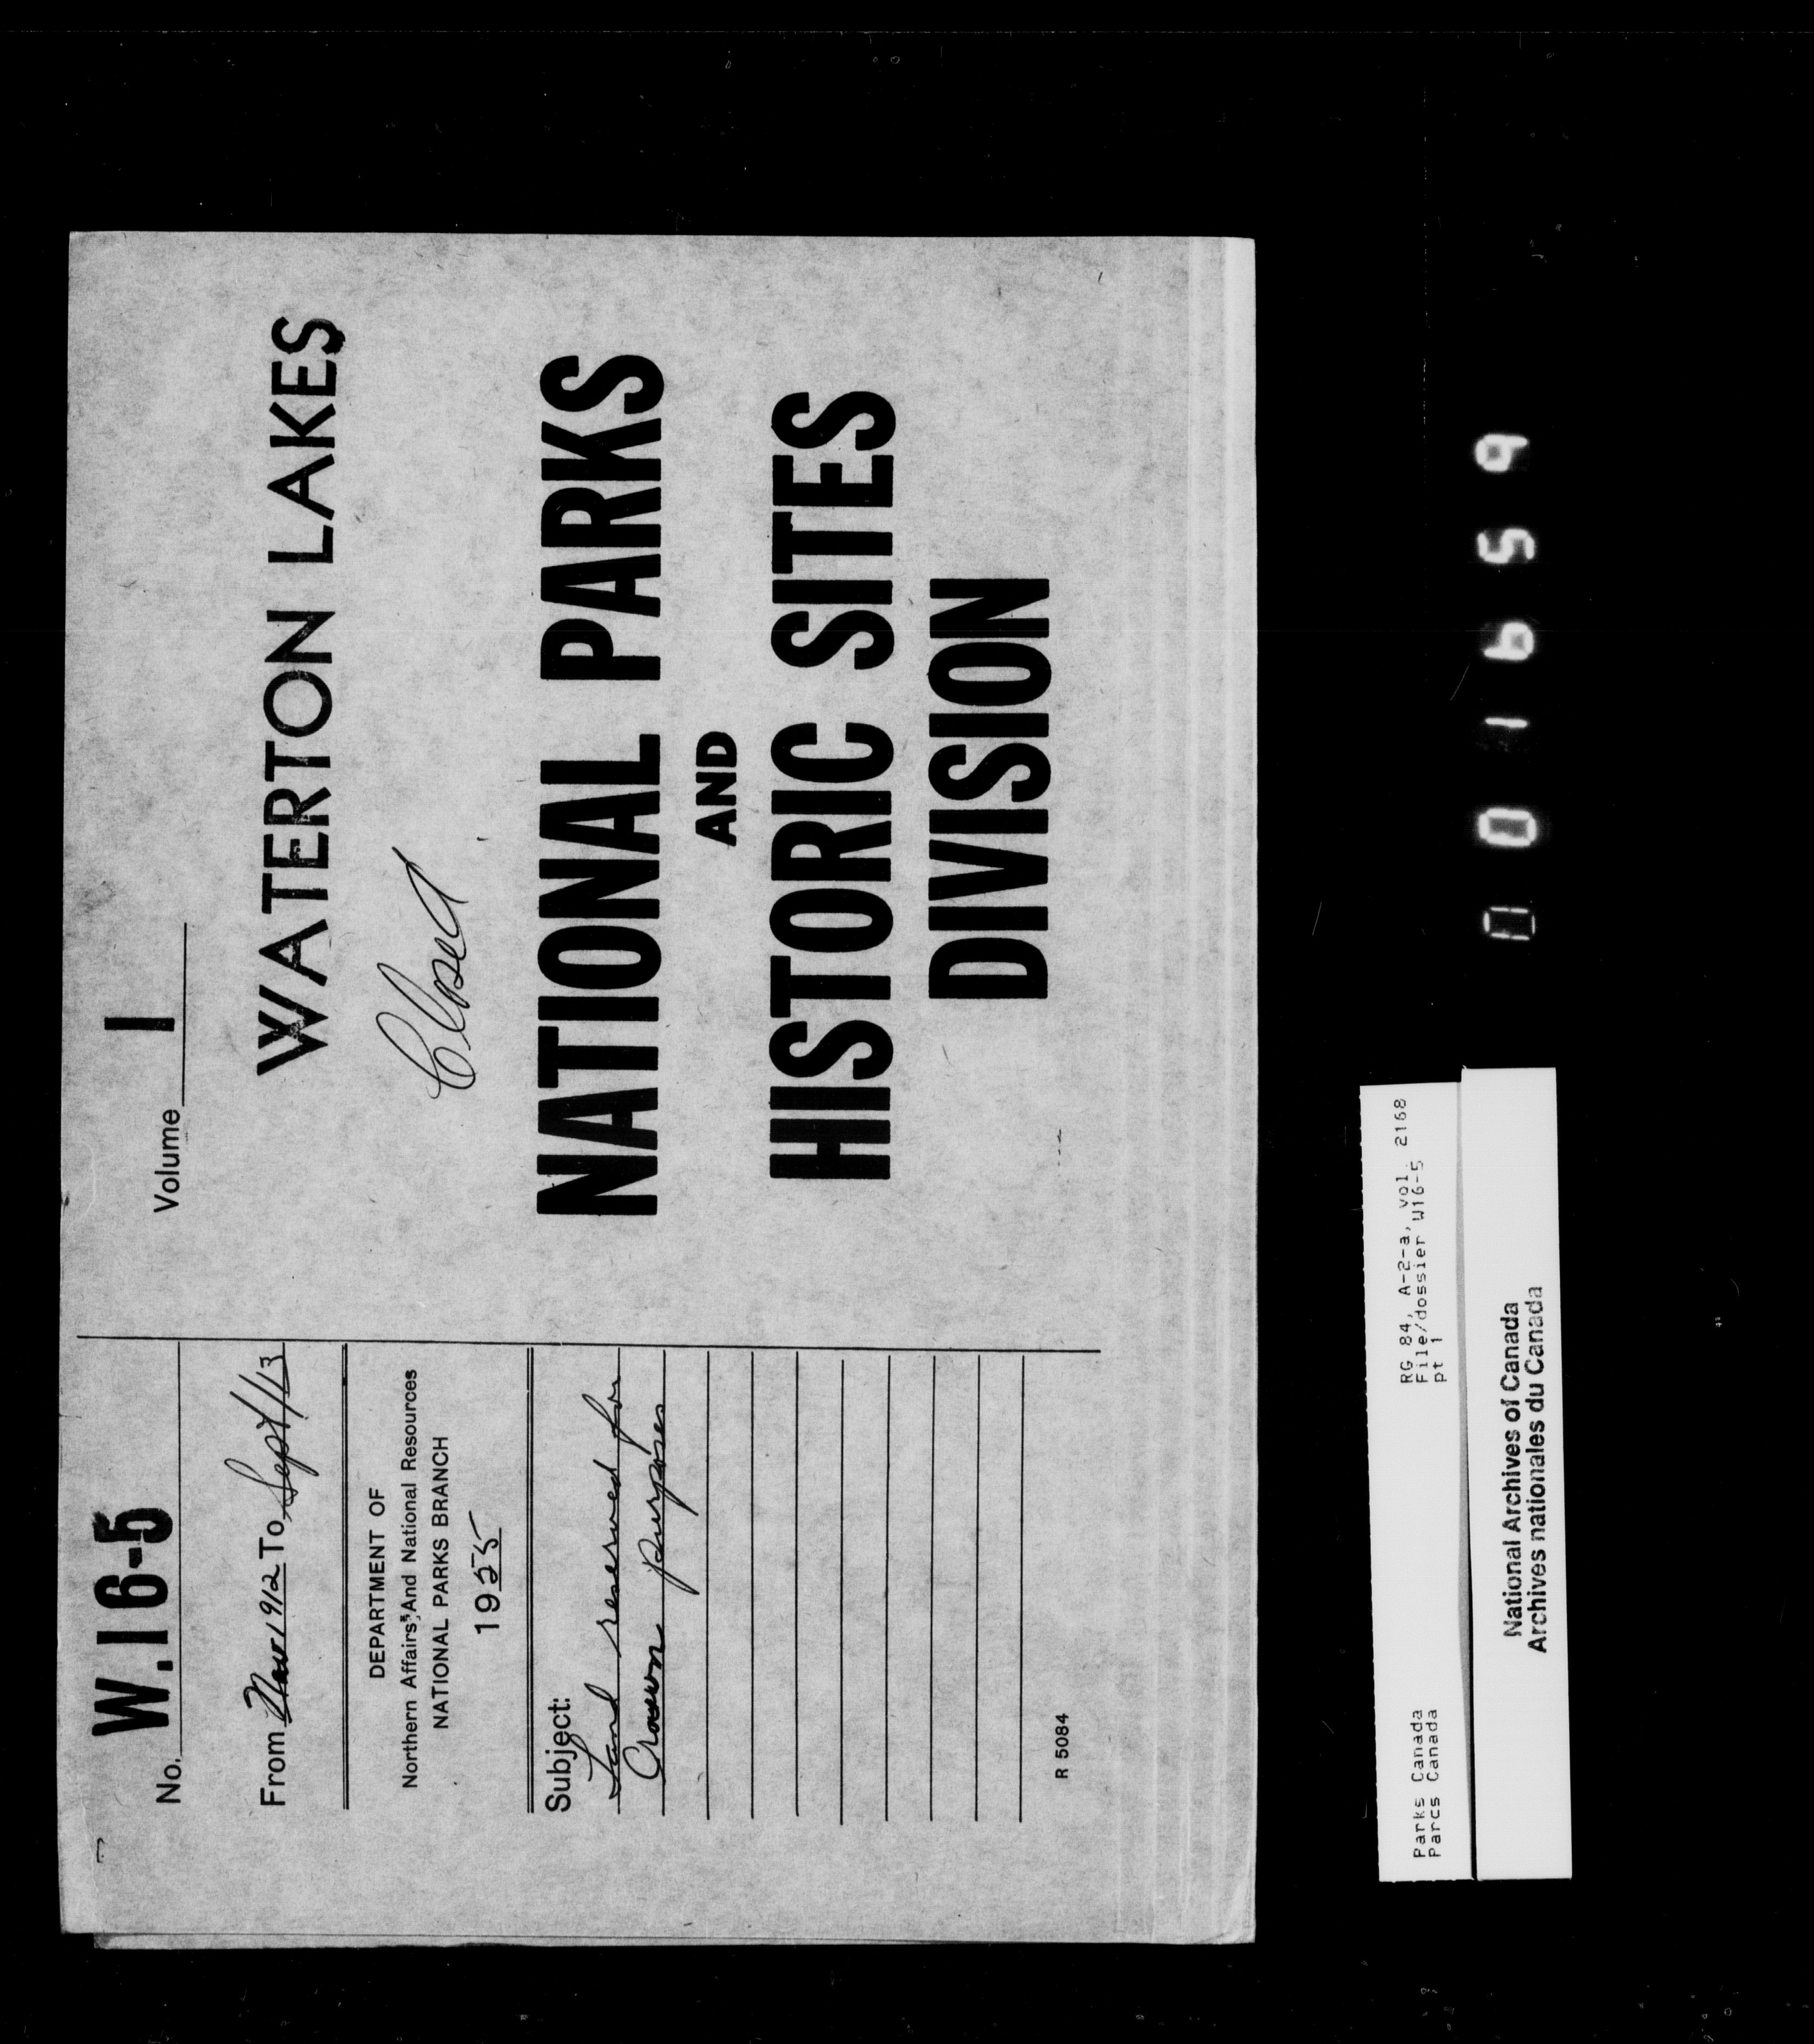 No. W.16-5
From Nov 1912 To Sept/13
DEPARTMENT OF
Northern Affairs And National Resources
NATIONAL PARKS BRANCH
1955
Subject:
Land reserved for
Crown purposes
R 5084
Volume 1
WATERTON LAKES
Closed
NATIONAL PARKS
AND
HISTORIC SITES
DIVISION
Parks Canada
Parcs Canada
RG 84, A-2-a, vol. 2168
File/dossier W16-5
pt 1
National Archives of Canada
Archives nationales du Canada
001659